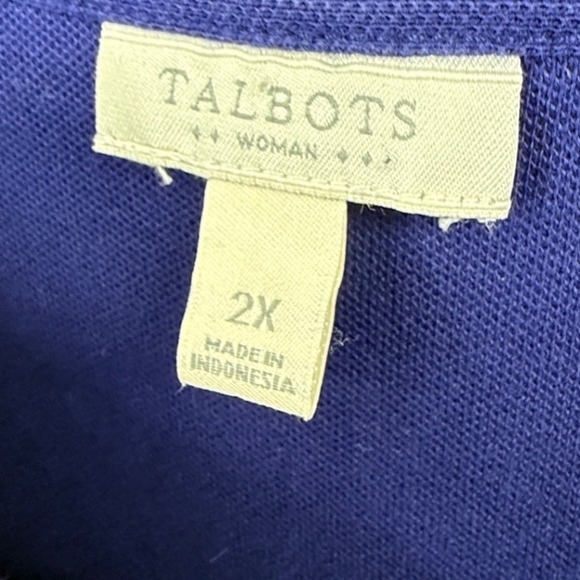 TALBOTS
WOMAN
2X
MADE IN
INDONESIA